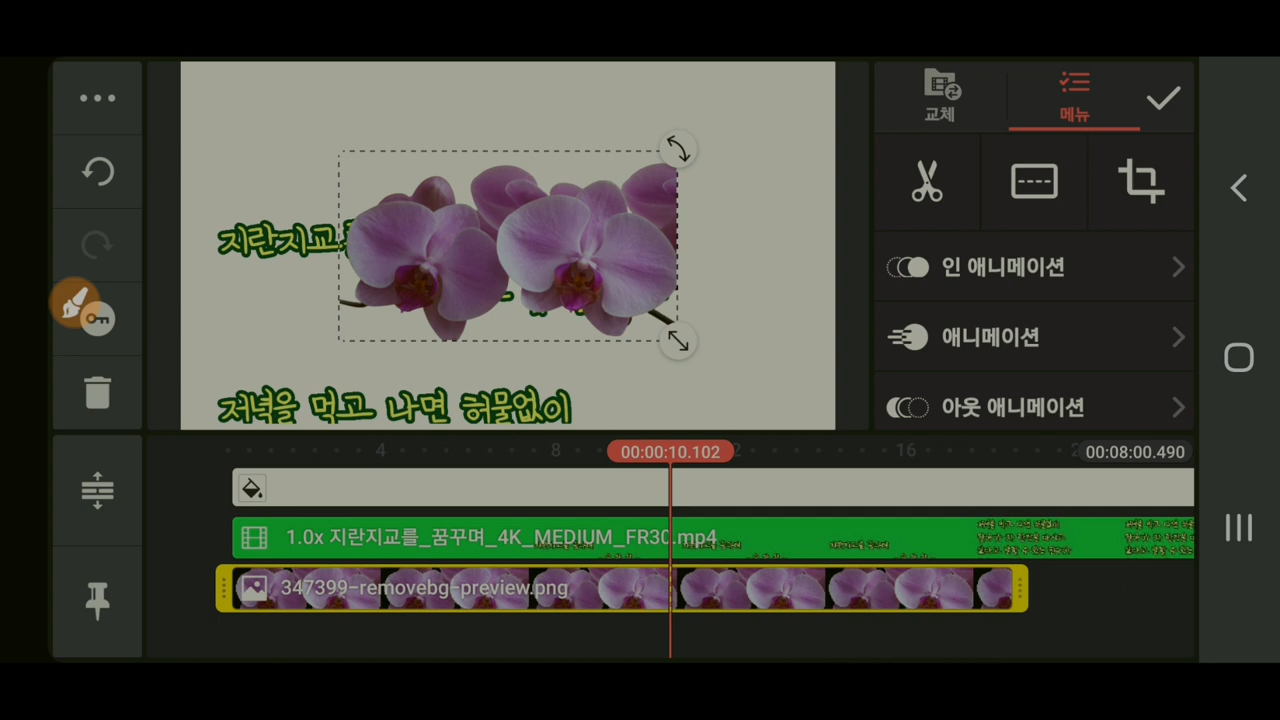 교체
메뉴
지란지교를
저녁을 먹고 나면 허물없이
인 애니메이션
애니메이션
아웃 애니메이션
4
8
00:00:10.102
16
00:08:00.490
1.0x 지란지교를_꿈꾸며_4K_MEDIUM_FR30.mp4
347399-removebg-preview.png